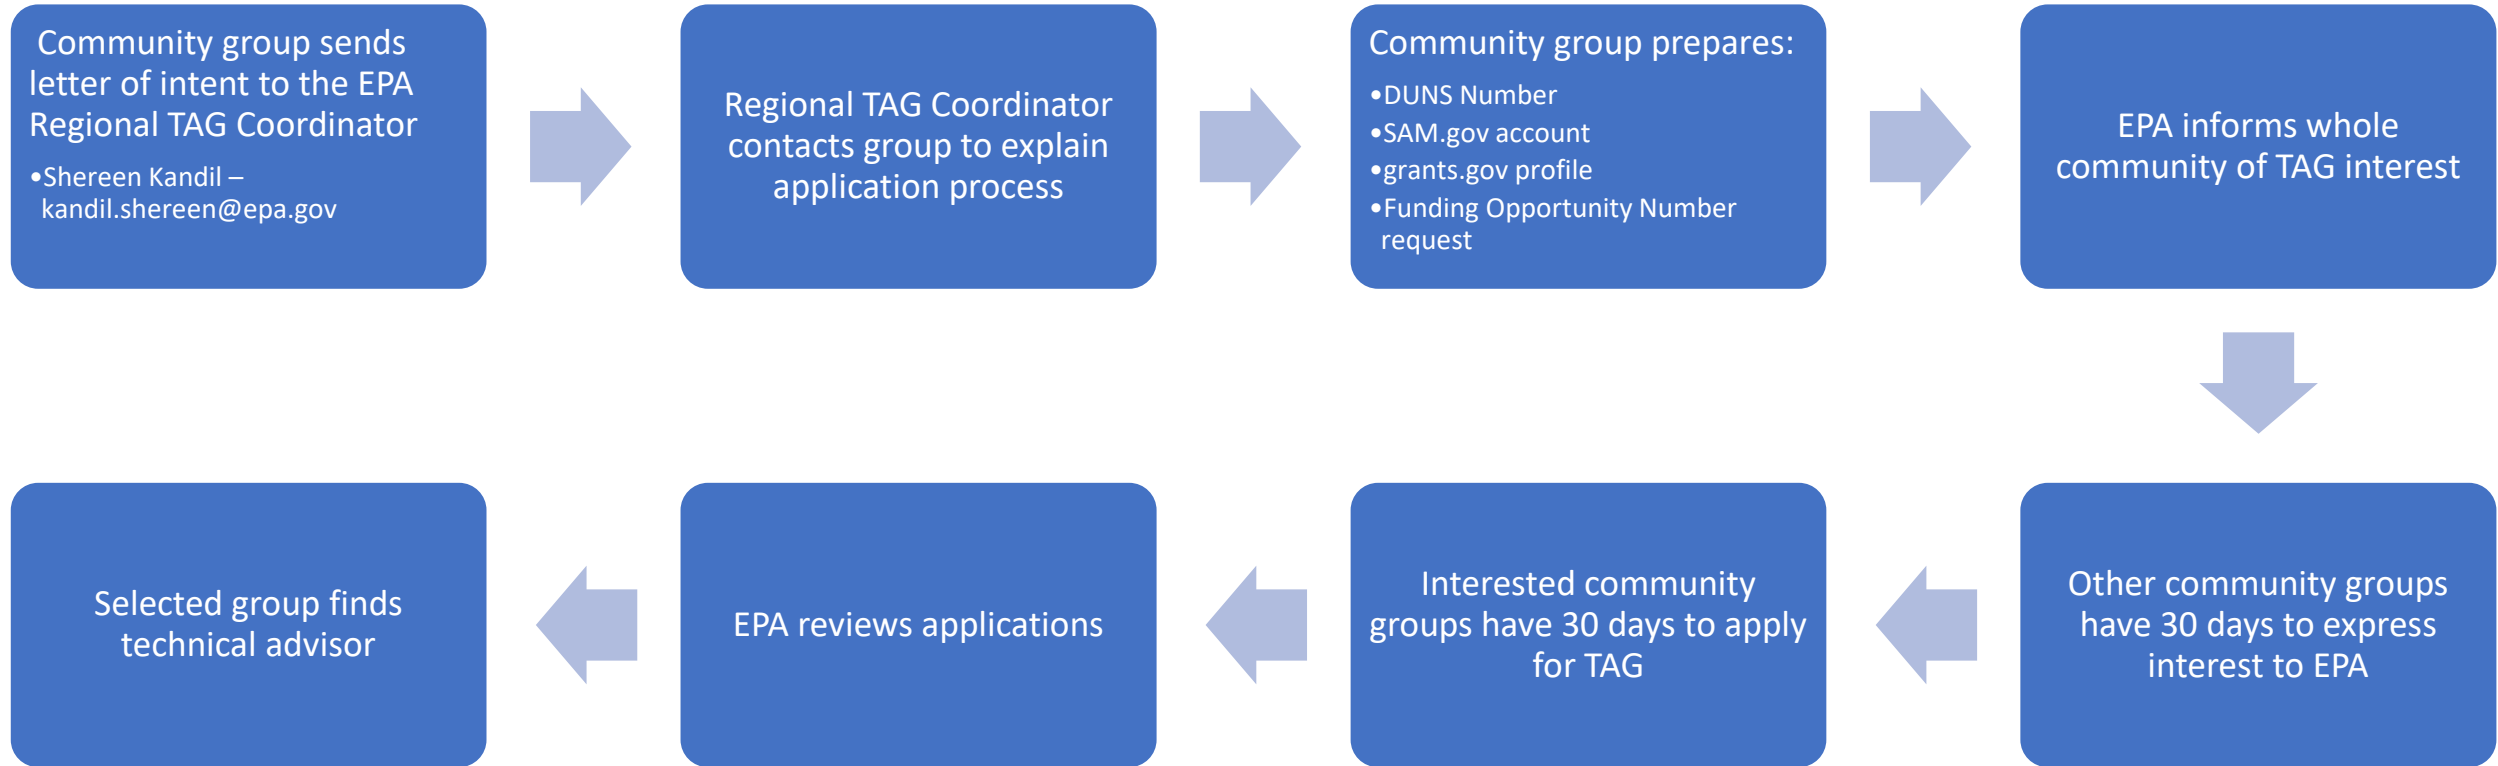 Community group sends
letter of intent to the EPA
Regional TAG Coordinator
•Shereen Kandil –
kandil.shereen@epa.gov
Regional TAG Coordinator
contacts group to explain
application process
Community group prepares:
•DUNS Number
•SAM.gov account
•grants.gov profile
•Funding Opportunity Number
request
EPA informs whole
community of TAG interest
Other community groups
have 30 days to express
interest to EPA
Interested community
groups have 30 days to apply
for TAG
EPA reviews applications
Selected group finds
technical advisor